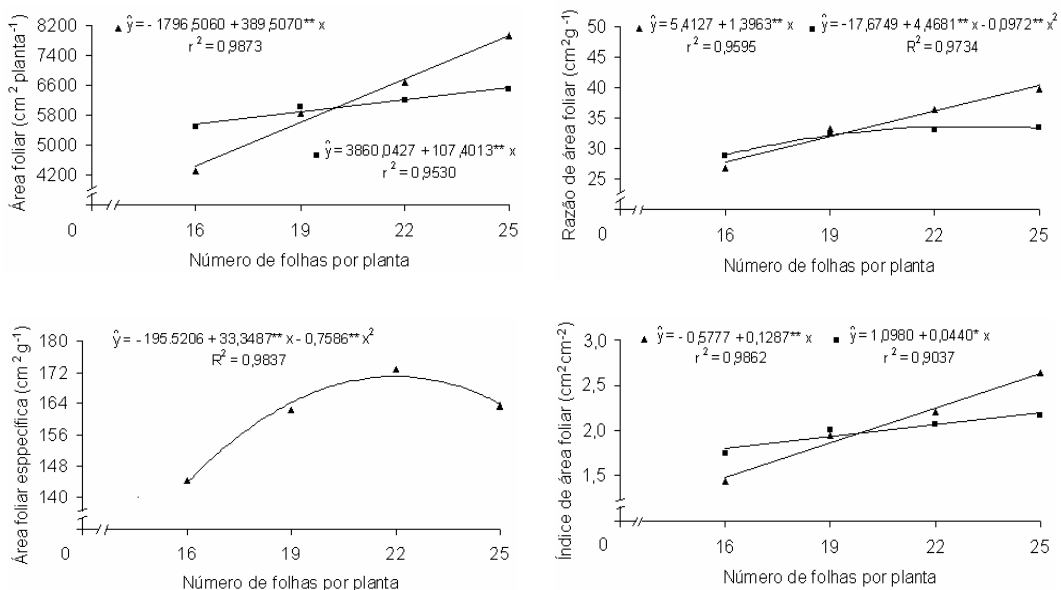 Área foliar (cm² planta⁻¹)
8200
7400
6600
5800
5000
4200
0
ŷ = - 1796,5060 + 389,5070** x
r² = 0,9873
ŷ = 3860,0427 + 107,4013** x
r² = 0,9530
16 19 22 25
Número de folhas por planta
Razão de área foliar (cm²g⁻¹)
50
45
40
35
30
25
0
ŷ = 5,4127 + 1,3963** x
r² = 0,9595
ŷ = -17,6749 + 4,4681** x - 0,0972** x²
R² = 0,9734
16 19 22 25
Número de folhas por planta
Área foliar esppecífica (cm² g⁻¹)
180
172
164
156
148
140
0
ŷ = - 195,5206 + 33,3487** x - 0,7586** x²
R² = 0,9837
16 19 22 25
Número de folhas por planta
Índice de área foliar (cm²cm⁻²)
3,0
2,5
2,0
1,5
0
ŷ = - 0,5777 + 0,1287** x
r² = 0,9862
ŷ = 1,0980 + 0,0440* x
r² = 0,9037
16 19 22 25
Número de folhas por planta